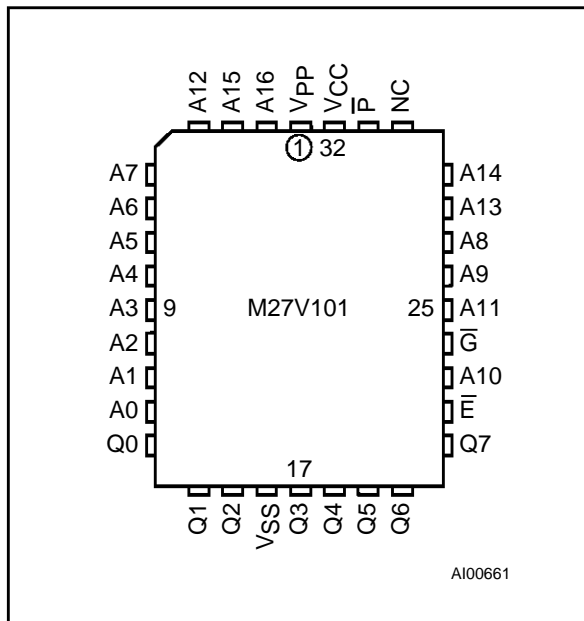 A12 A15 A16 VPP VCC P̅ NC
1 32
A7 A14
A6 A13
A5 A8
A4 A9
A3 9 M27V101 25 A11
A2 G̅
A1 A10
A0 E̅
Q0 Q7
17
Q1 Q2 VSS Q3 Q4 Q5 Q6
AI00661